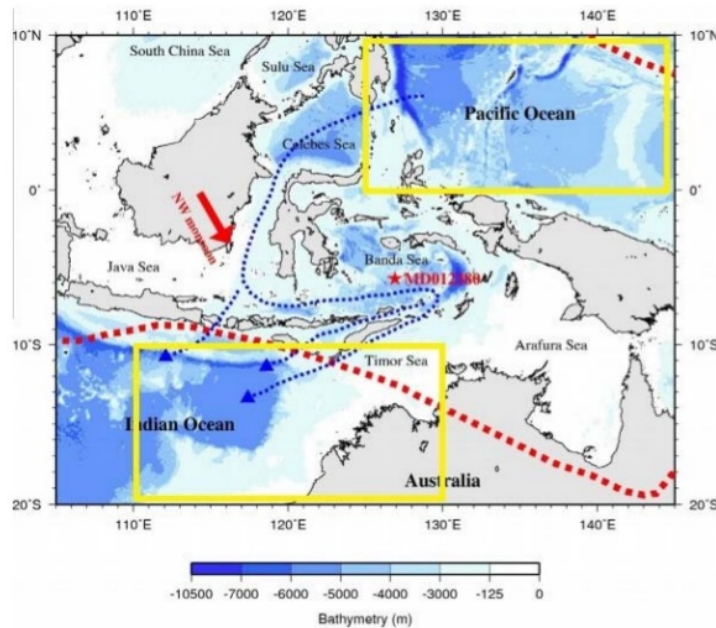 10°N
South China Sea
Sulu Sea
Pacific Ocean
Celebes Sea
0°
NW monsoon
Java Sea
Banda Sea
MD012380
10°S
Timor Sea
Arafura Sea
Indian Ocean
Australia
20°S
110°E
120°E
130°E
140°E
10°N
0°
10°S
20°S
110°E
120°E
130°E
140°E
-10500
-7000
-6000
-5000
-4000
-3000
-125
0
Bathymetry (m)